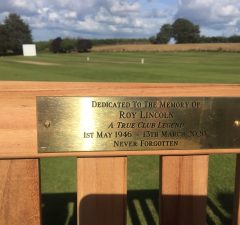 Dedicated To The Memory Of
Roy Lincoln
A True Club Legend
1st May 1946 - 13th March
Never Forgotten